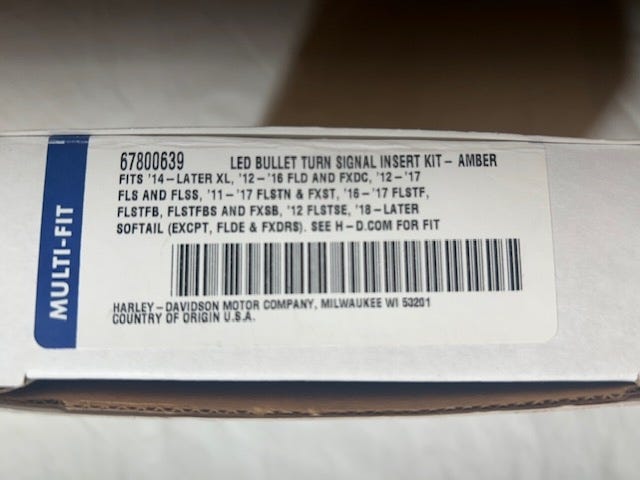 MULTI-FIT
67800639 LED BULLET TURN SIGNAL INSERT KIT - AMBER
FITS '14-LATER XL, '12-'16 FLD AND FXDC, '12-'17
FLS AND FLSS, '11-'17 FLSTN & FXST, '16-'17 FLSTF,
FLSTFB, FLSTFBS AND FXSB, '12 FLSTSE, '18-LATER
SOFTAIL (EXCPT, FLDE & FXDRS). SEE H-D.COM FOR FIT
HARLEY-DAVIDSON MOTOR COMPANY, MILWAUKEE WI 53201
COUNTRY OF ORIGIN U.S.A.